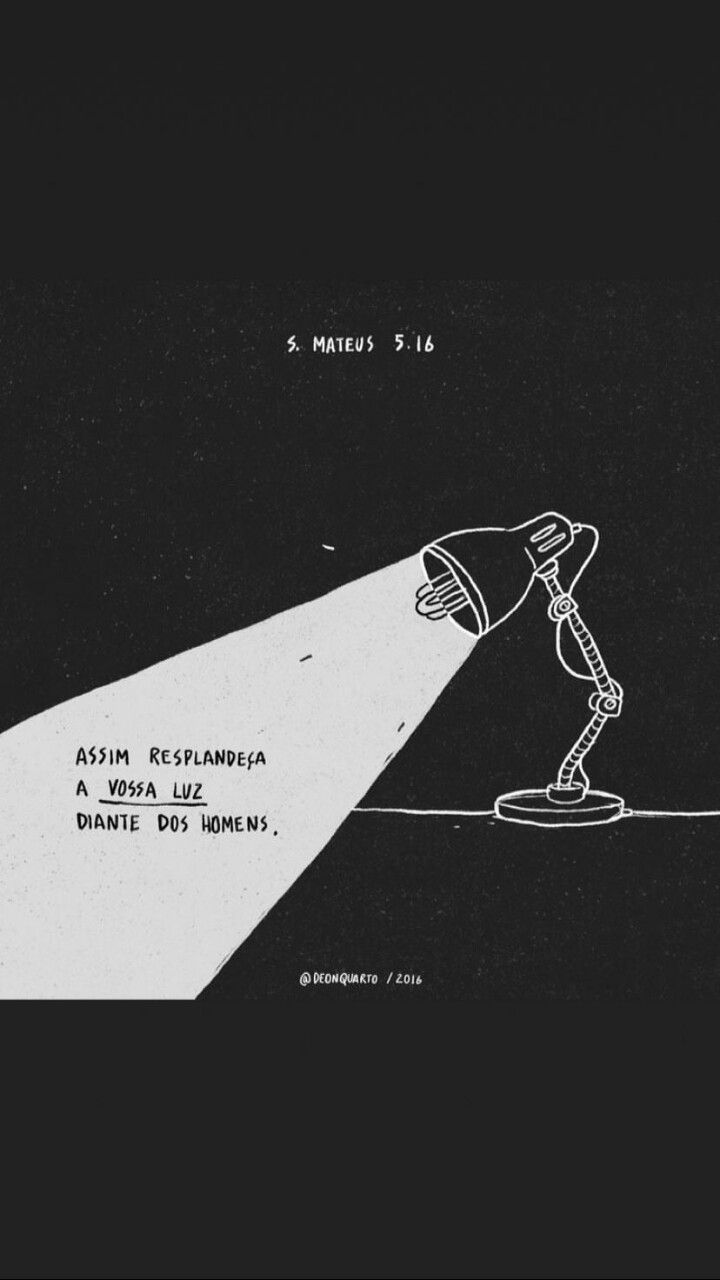 S. MATEUS 5.16
ASSIM RESPLANDEÇA
A VOSSA LUZ
DIANTE DOS HOMENS.
@DEONQUARTO / 2016